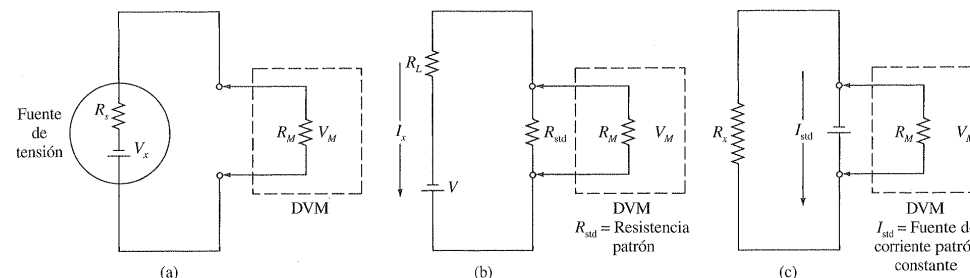 Fuente
de
tensión
R_s
V_x
R_M
V_M
DVM
(a)
R_L
I_x
V
R_std
R_M
V_M
DVM
R_std = Resistencia
patrón
(b)
R_x
I_std
R_M
DVM
I_std = Fuente
corriente
constante
(c)